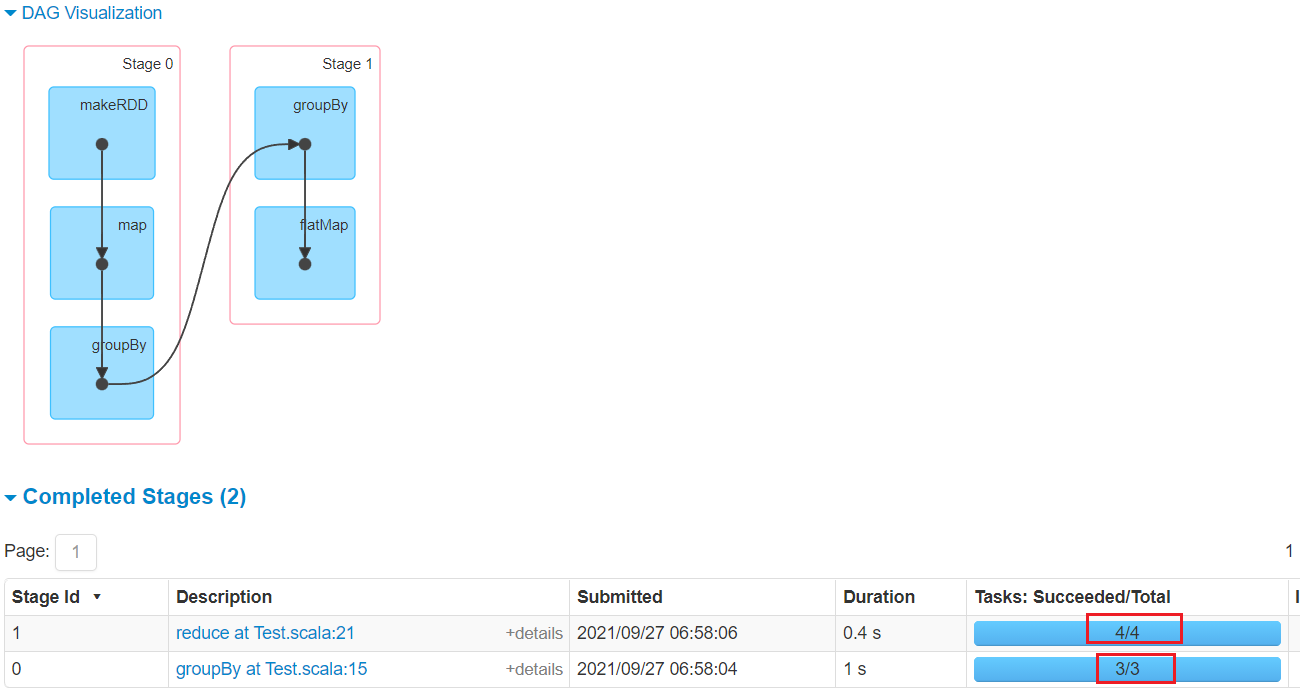 DAG Visualization
Stage 0
Stage 1
makeRDD
groupBy
map
flatMap
groupBy
Completed Stages (2)
Page: 1
1
Stage Id Description Submitted Duration Tasks: Succeeded/Total
1 reduce at Test.scala:21 +details 2021/09/27 06:58:06 0.4 s 4/4
0 groupBy at Test.scala:15 +details 2021/09/27 06:58:04 1 s 3/3